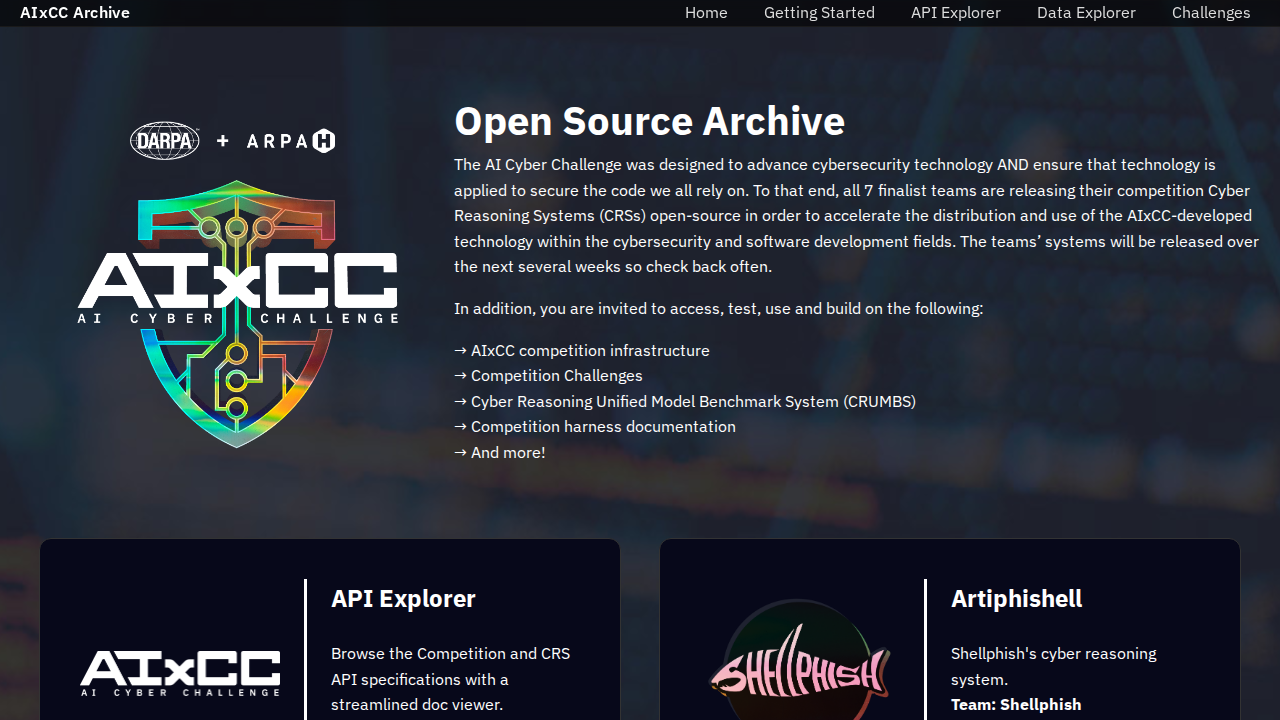 AIxCC Archive
Home
Getting Started
API Explorer
Data Explorer
Challenges
DARPA + ARPA H
AIxCC
AI CYBER CHALLENGE
Open Source Archive
The AI Cyber Challenge was designed to advance cybersecurity technology AND ensure that technology is
applied to secure the code we all rely on. To that end, all 7 finalist teams are releasing their competition Cyber
Reasoning Systems (CRSs) open-source in order to accelerate the distribution and use of the AIxCC-developed
technology within the cybersecurity and software development fields. The teams’ systems will be released over
the next several weeks so check back often.
In addition, you are invited to access, test, use and build on the following:
→ AIxCC competition infrastructure
→ Competition Challenges
→ Cyber Reasoning Unified Model Benchmark System (CRUMBS)
→ Competition harness documentation
→ And more!
AIxCC
AI CYBER CHALLENGE
API Explorer
Browse the Competition and CRS
API specifications with a
streamlined doc viewer.
SHELLPHISH
Artiphishell
Shellphish's cyber reasoning
system.
Team: Shellphish